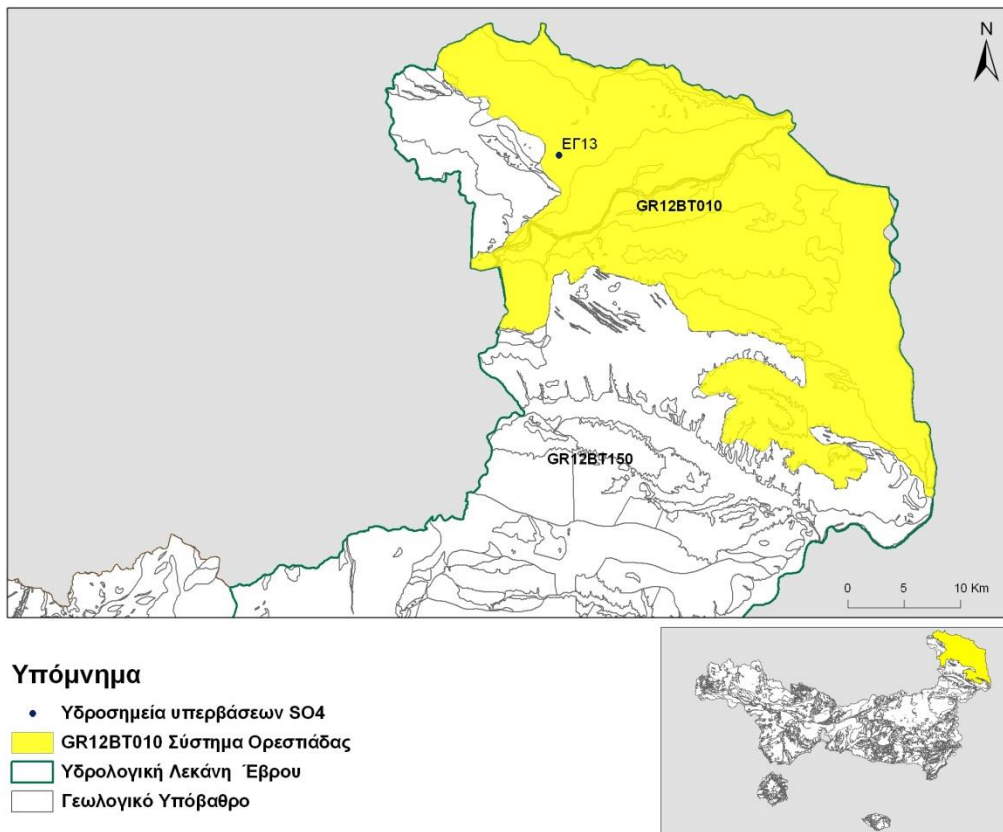 N
ΕΓ13
GR12BT010
GR12BT150
0 5 10 Km
Υπόμνημα
Υδροσημεία υπερβάσεων SO4
GR12BT010 Σύστημα Ορεστιάδας
Υδρολογική Λεκάνη Έβρου
Γεωλογικό Υπόβαθρο